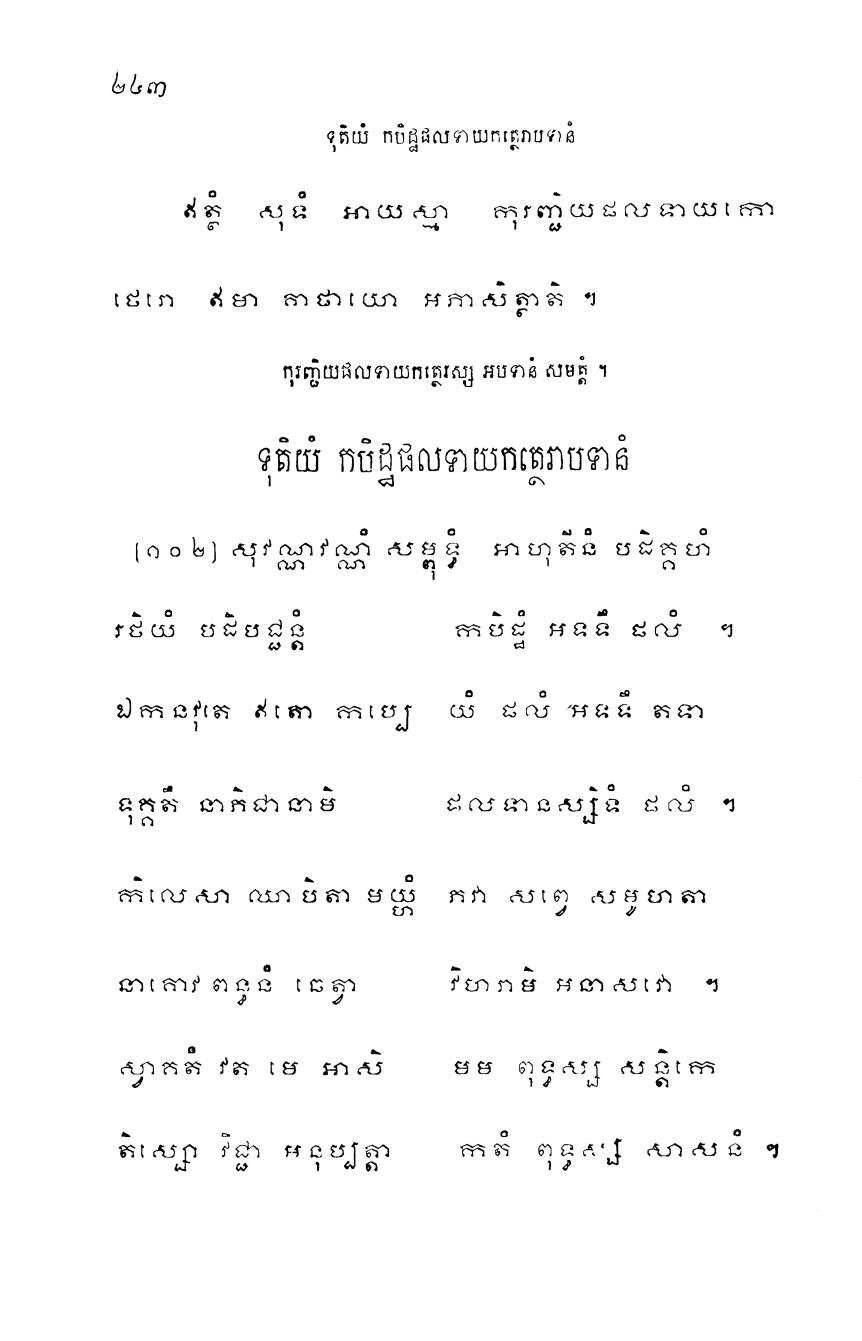 ២៤៣
ទុតិយំ កបិដ្ឋផលទាយកត្ថេរាបទានំ
ឥត្ថំ សុទំ អាយស្មា កុរញ្ជិយផលទាយកោ
ថេរោ ឥមា គាថាយោ អភាសិត្ថាតិ ។
កុរញ្ជិយផលទាយកត្ថេរស្ស អបទានំ សមត្តំ ។
ទុតិយំ កបិដ្ឋផលទាយកត្ថេរាបទានំ
[១០២] សុវណ្ណវណ្ណំ សម្ពុទ្ធំ អាហុតីនំ បដិគ្គហំ
រថិយំ បដិបជ្ជន្តំ កបិដ្ឋំ អទទឹ ផលំ ។
ឯកនវុតេ ឥតោ កប្បេ យំ ផលំ អទទឹ តទា
ទុគ្គតឹ នាភិជានាមិ ផលទានស្សិទំ ផលំ ។
កិលេសា ឈាបិតា មយ្ហំ ភវា សព្វេ សមូហតា
នាគោវ ពន្ធនំ ឆេត្វា វិហរាមិ អនាសវោ ។
ស្វាគតំ វត មេ អាសិ មម ពុទ្ធស្ស សន្តិកេ
តិស្សោ វិជ្ជា អនុប្បត្តា កតំ ពុទ្ធស្ស សាសនំ ។